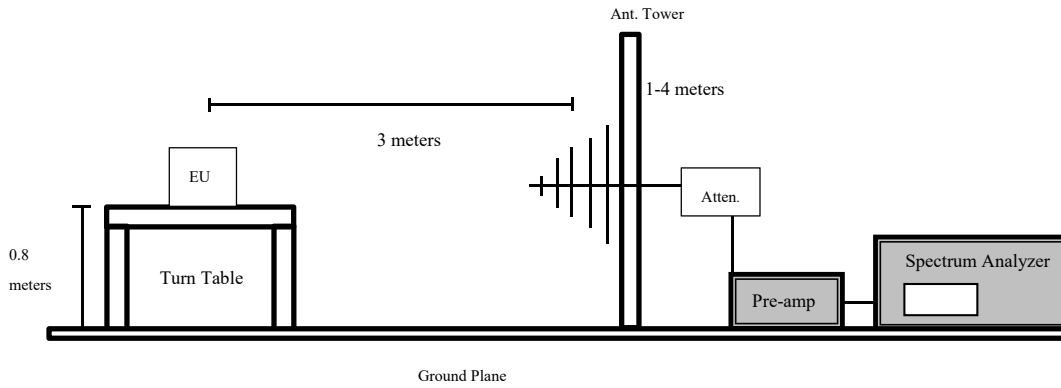 Ant. Tower
1-4 meters
3 meters
EU
Atten.
0.8
meters
Turn Table
Pre-amp
Spectrum Analyzer
Ground Plane